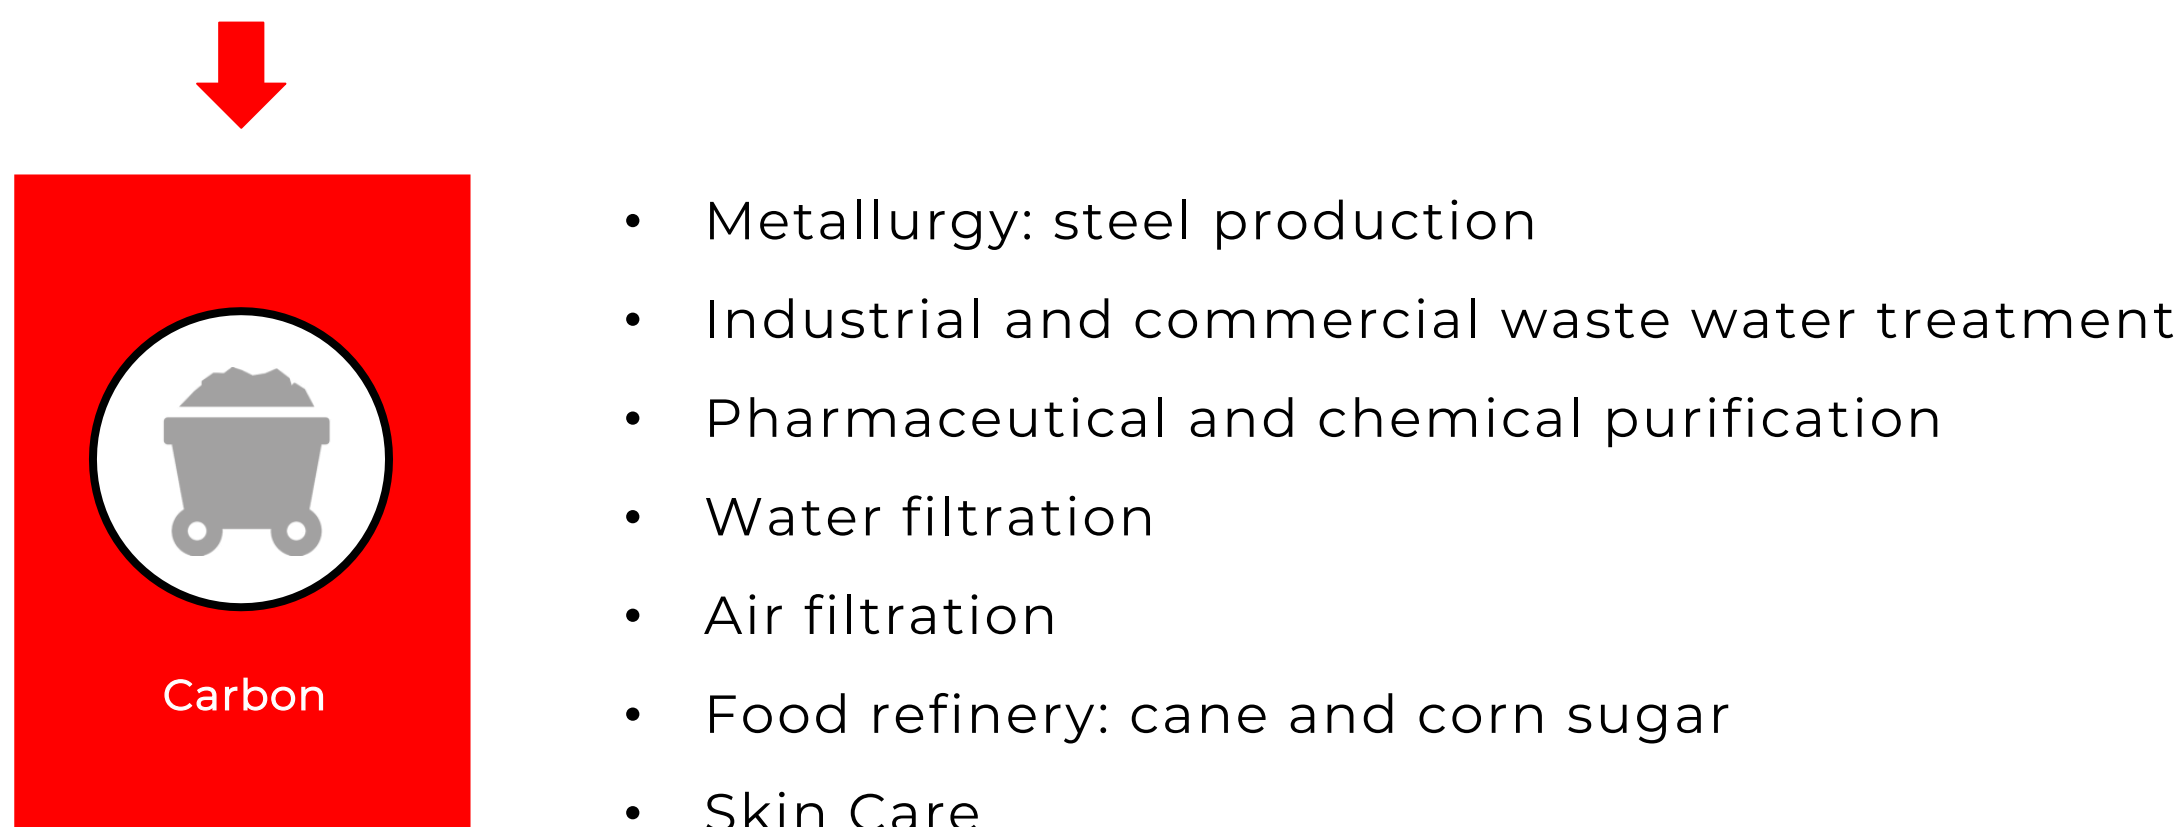 • Metallurgy: steel production
• Industrial and commercial waste water treatment
• Pharmaceutical and chemical purification
• Water filtration
• Air filtration
• Food refinery: cane and corn sugar
• Skin Care
Carbon